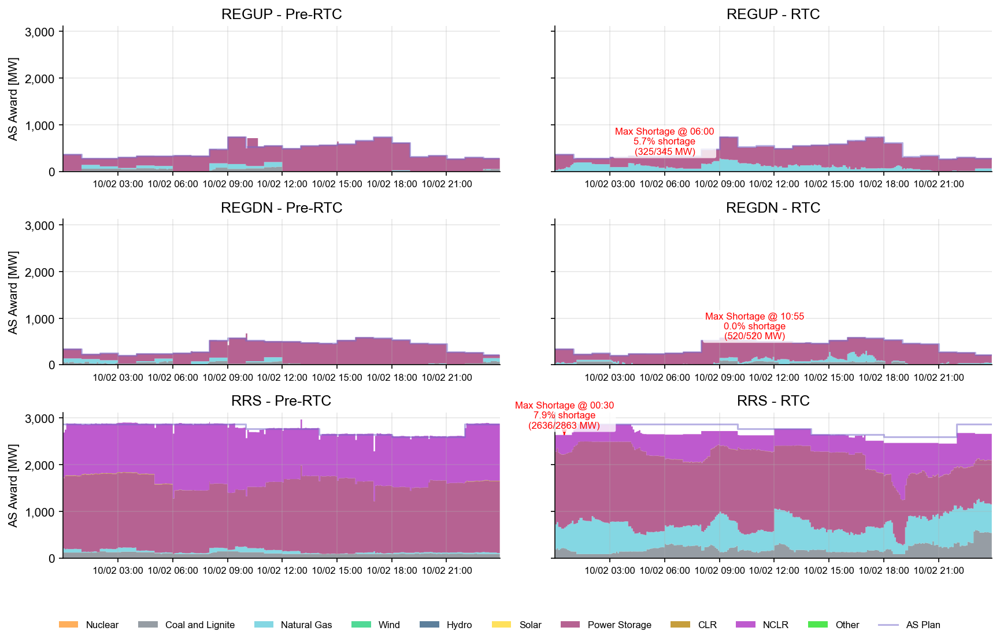 REGUP - Pre-RTC
REGUP - RTC
AS Award [MW]
3,000
2,000
1,000
0
10/02 03:00 10/02 06:00 10/02 09:00 10/02 12:00 10/02 15:00 10/02 18:00 10/02 21:00
Max Shortage @ 06:00
5.7% shortage
(325/345 MW)
10/02 03:00 10/02 06:00 10/02 09:00 10/02 12:00 10/02 15:00 10/02 18:00 10/02 21:00
REGDN - Pre-RTC
REGDN - RTC
AS Award [MW]
3,000
2,000
1,000
0
10/02 03:00 10/02 06:00 10/02 09:00 10/02 12:00 10/02 15:00 10/02 18:00 10/02 21:00
Max Shortage @ 10:55
0.0% shortage
(520/520 MW)
10/02 03:00 10/02 06:00 10/02 09:00 10/02 12:00 10/02 15:00 10/02 18:00 10/02 21:00
RRS - Pre-RTC
RRS - RTC
AS Award [MW]
3,000
2,000
1,000
0
10/02 03:00 10/02 06:00 10/02 09:00 10/02 12:00 10/02 15:00 10/02 18:00 10/02 21:00
Max Shortage @ 00:30
7.9% shortage
(2636/2863 MW)
10/02 03:00 10/02 06:00 10/02 09:00 10/02 12:00 10/02 15:00 10/02 18:00 10/02 21:00
Nuclear Coal and Lignite Natural Gas Wind Hydro Solar Power Storage CLR NCLR Other AS Plan